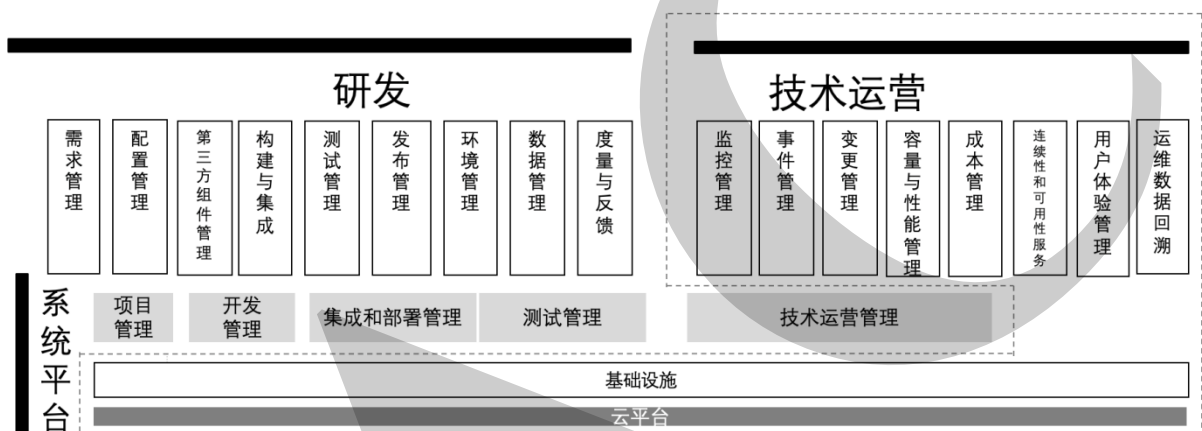 研发
技术运营
需求管理
配置管理
第三方组件管理
构建与集成
测试管理
发布管理
环境管理
数据管理
度量与反馈
监控管理
事件管理
变更管理
容量与性能管理
成本管理
连续性和可用性服务
用户体验管理
运维数据回溯
系统平台
项目
管理
开发
管理
集成和部署管理
测试管理
技术运营管理
基础设施
云平台